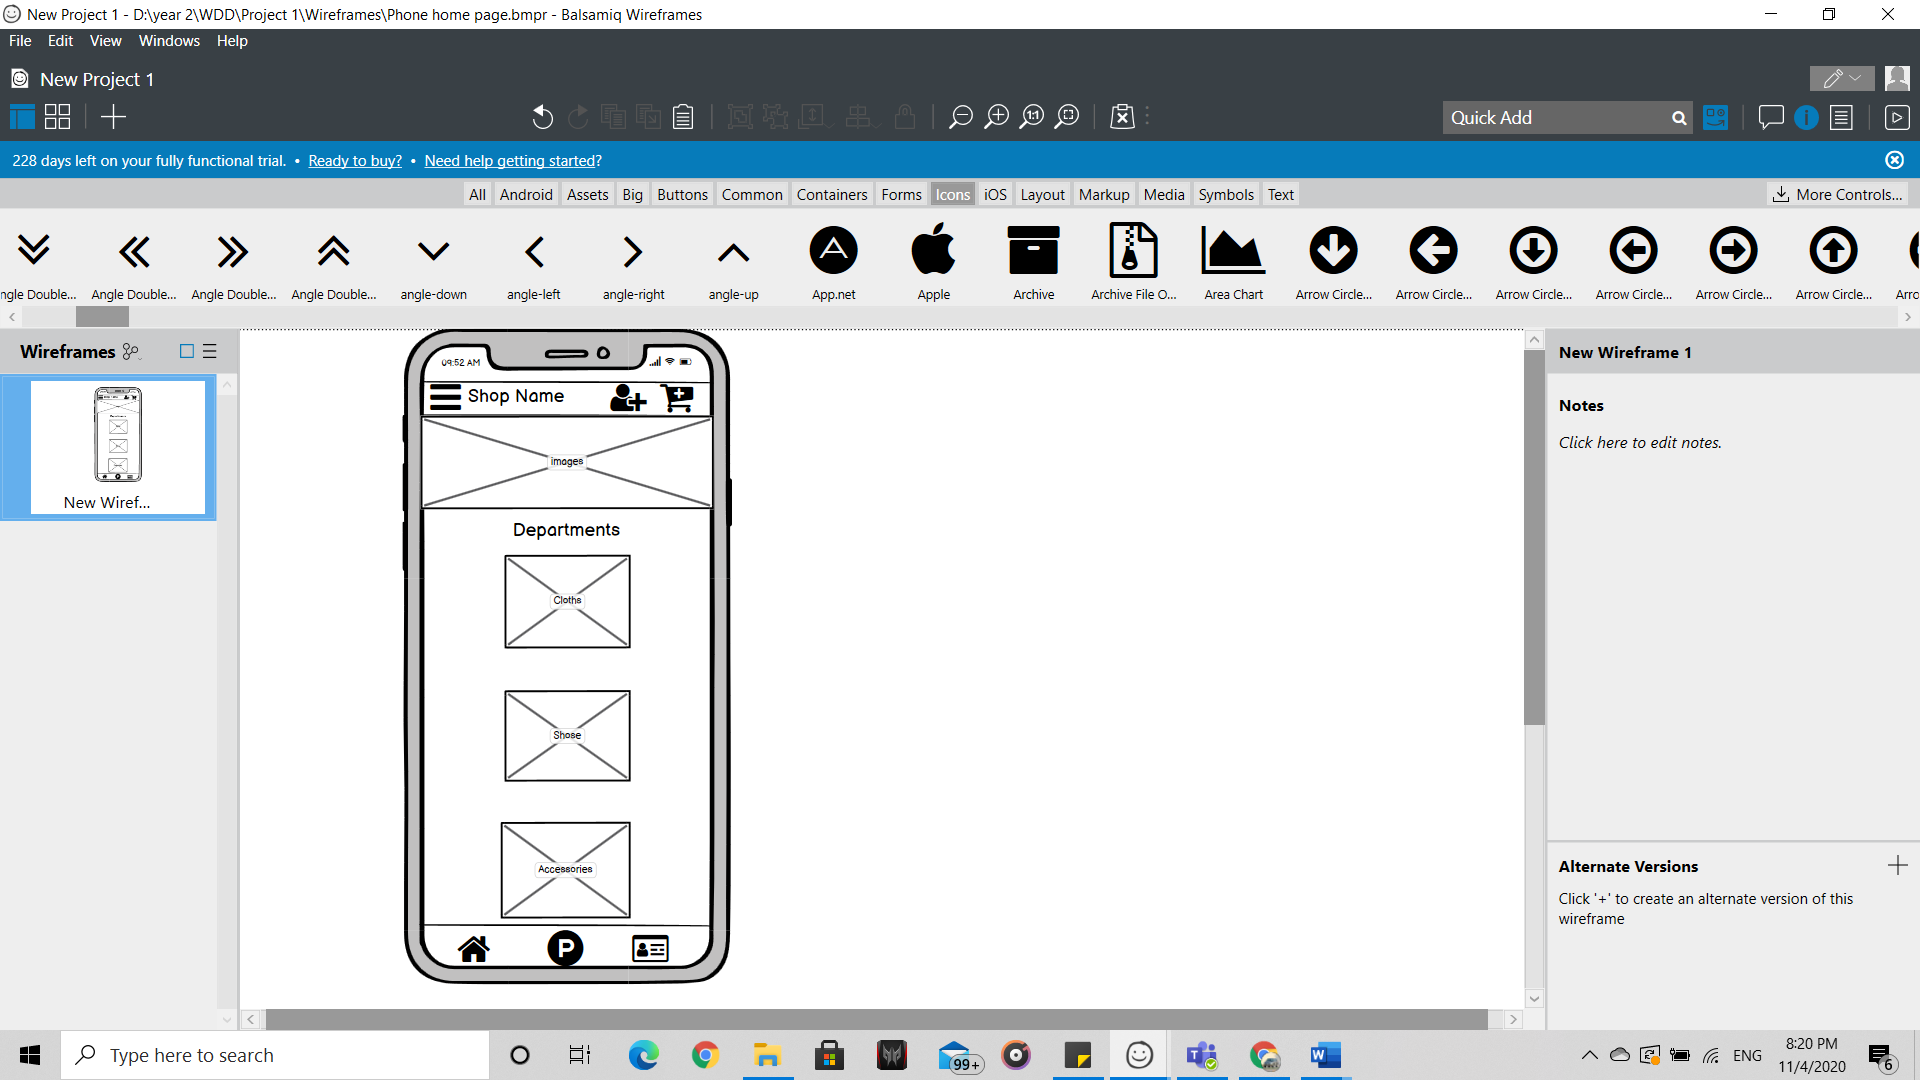 New Project 1 - D:\year 2\WDD\Project 1\Wireframes\Phone home page.bmpr - Balsamiq Wireframes
File Edit View Windows Help
New Project 1
1:1
Quick Add
228 days left on your fully functional trial. • Ready to buy? • Need help getting started?
All Android Assets Big Buttons Common Containers Forms Icons iOS Layout Markup Media Symbols Text
More Controls...
ngle Double... Angle Double... Angle Double... Angle Double... angle-down angle-left angle-right angle-up App.net Apple Archive Archive File O... Area Chart Arrow Circle... Arrow Circle... Arrow Circle... Arrow Circle... Arrow Circle... Arrow Circle... Arro
Wireframes
New Wiref...
09:52 AM
Shop Name
images
Departments
Cloths
Shose
Accessories
P
New Wireframe 1
Notes
Click here to edit notes.
Alternate Versions
Click '+' to create an alternate version of this
wireframe
Type here to search
99+
ENG
8:20 PM
11/4/2020
6